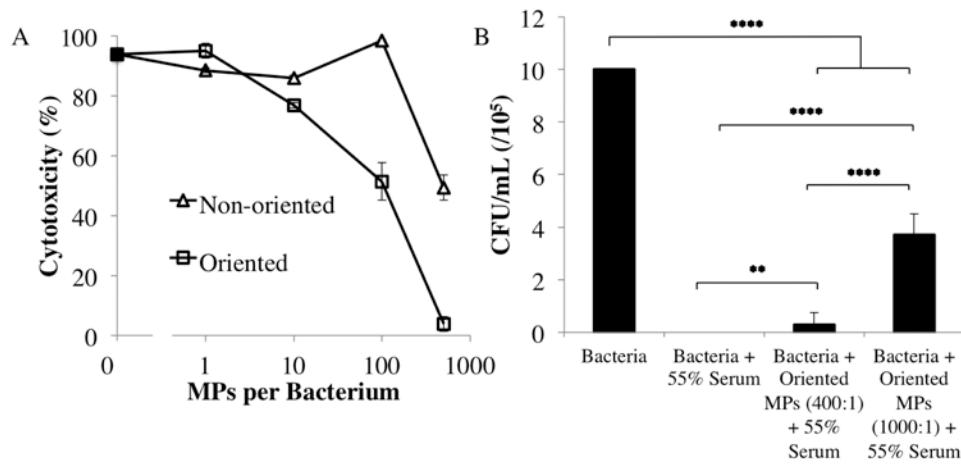 A
100
80
60
40
20
0
Cytotoxicity (%)
Non-oriented
Oriented
0
1
10
100
1000
MPs per Bacterium
B
12
10
8
6
4
2
0
CFU/mL (/10⁵)
****
****
****
**
Bacteria
Bacteria +
55% Serum
Bacteria +
Oriented
MPs (400:1)
+ 55%
Serum
Bacteria +
Oriented
MPs
(1000:1) +
55% Serum